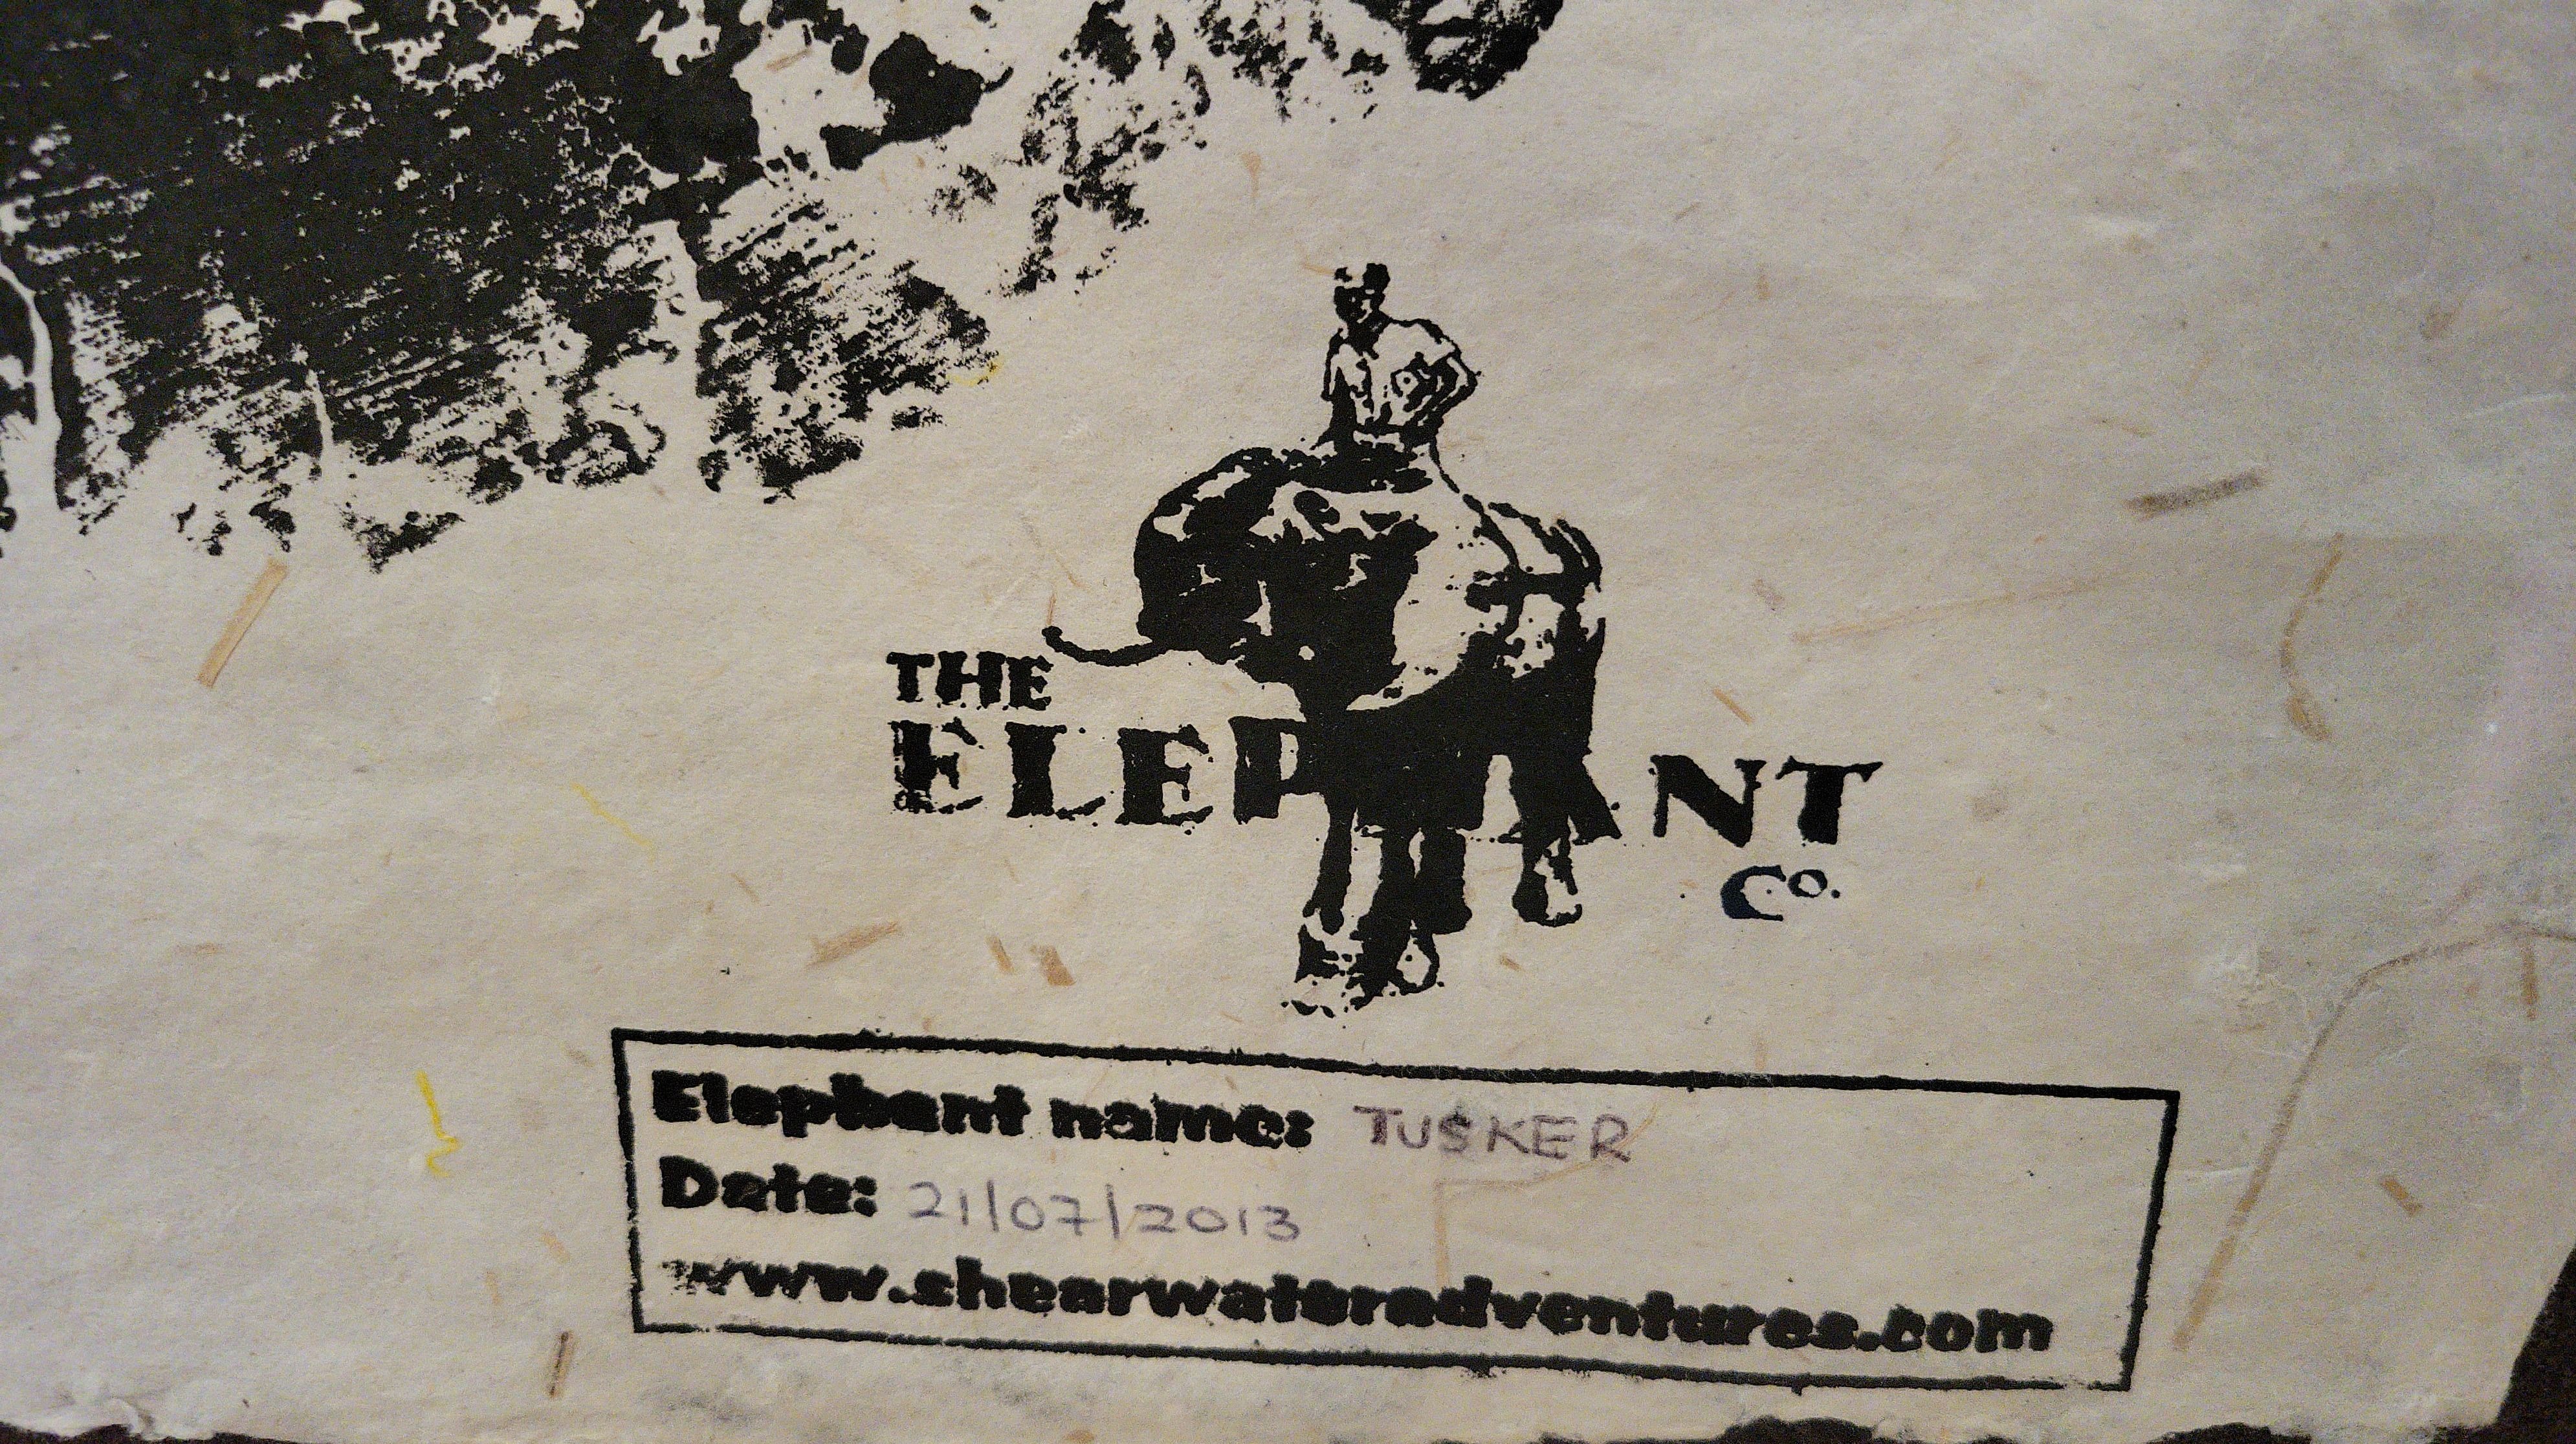 THE
ELEPHANT
Co.
Elephant name: TUSKER
Date: 21/07/2013
www.shearwateradventures.com